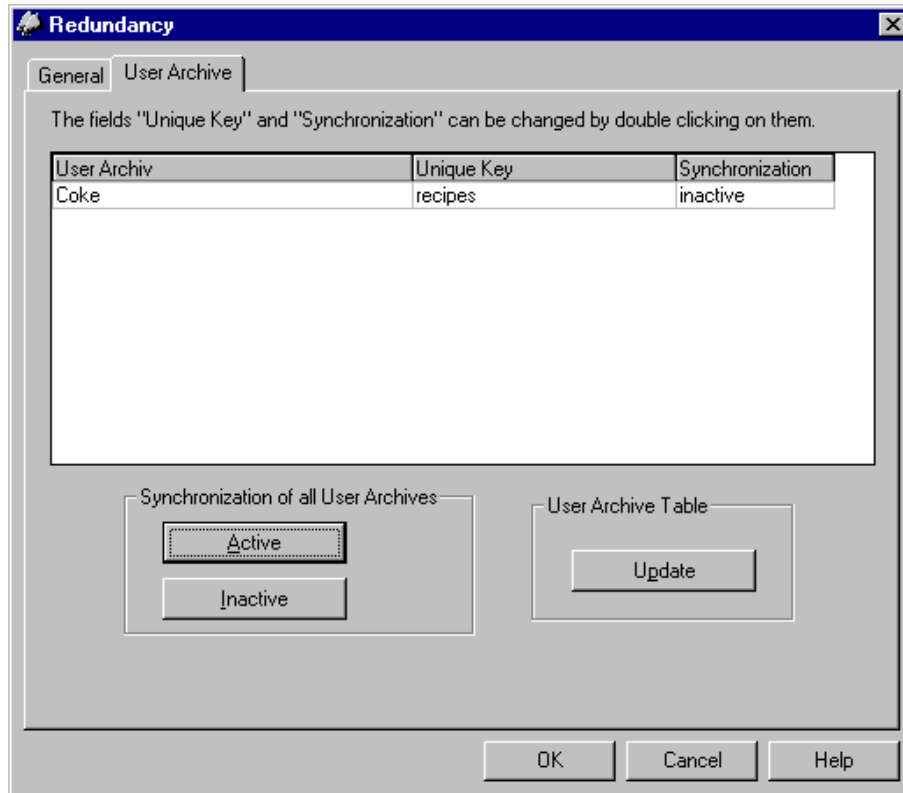 Redundancy
General User Archive
The fields "Unique Key" and "Synchronization" can be changed by double clicking on them.
User Archiv Unique Key Synchronization
Coke recipes inactive
Synchronization of all User Archives
User Archive Table
Active
Update
Inactive
OK Cancel Help